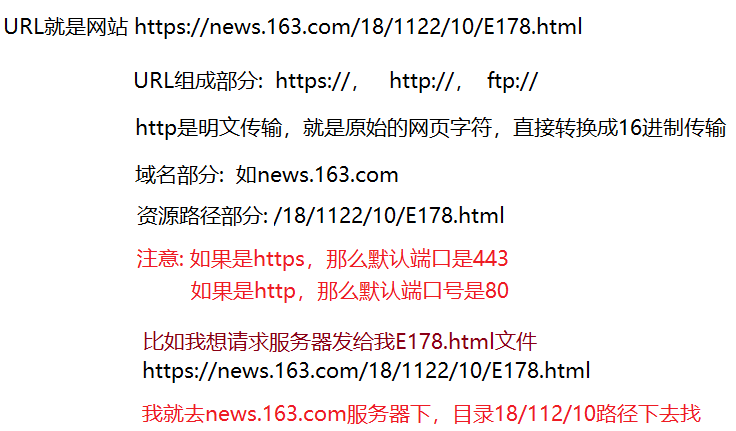 URL就是网站 https://news.163.com/18/1122/10/E178.html
URL组成部分: https://, http://, ftp://
http是明文传输，就是原始的网页字符，直接转换成16进制传输
域名部分: 如news.163.com
资源路径部分: /18/1122/10/E178.html
注意: 如果是https，那么默认端口是443
如果是http，那么默认端口号是80
比如我想请求服务器发给我E178.html文件
https://news.163.com/18/1122/10/E178.html
我就去news.163.com服务器下，目录18/112/10路径下去找